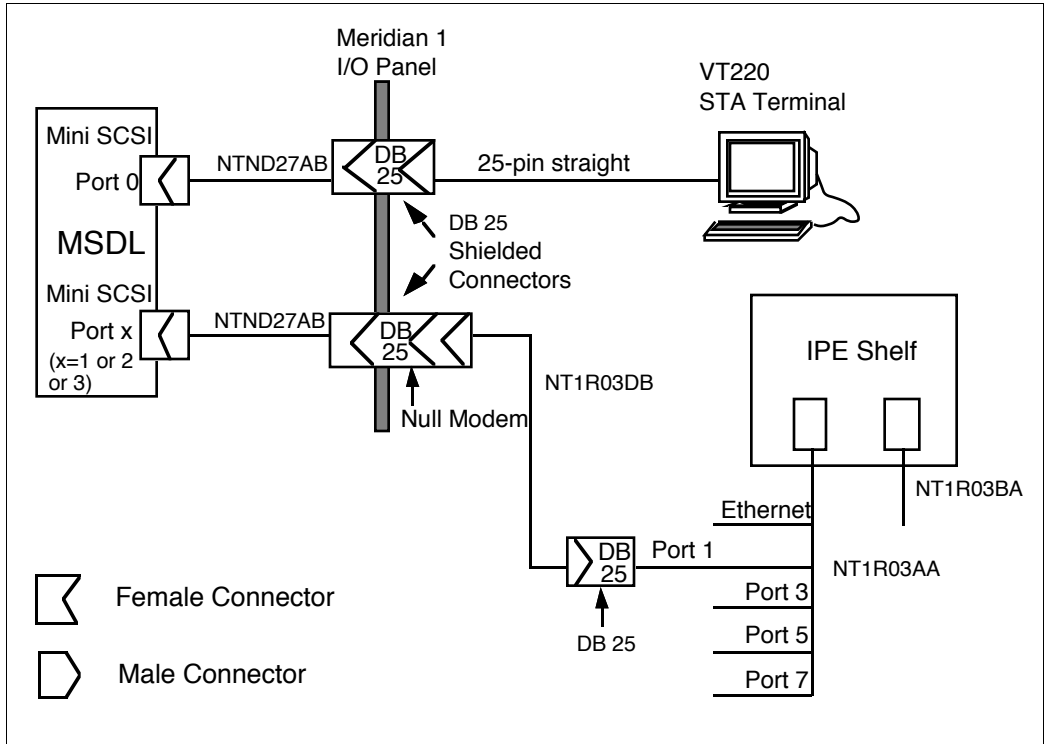 Meridian 1
I/O Panel
VT220
STA Terminal
Mini SCSI
Port 0
NTND27AB
DB
25
25-pin straight
MSDL
DB 25
Shielded
Connectors
Mini SCSI
Port x
(x=1 or 2
or 3)
NTND27AB
DB
25
Null Modem
NT1R03DB
IPE Shelf
NT1R03BA
Ethernet
DB
25
Port 1
NT1R03AA
DB 25
Port 3
Port 5
Port 7
Female Connector
Male Connector